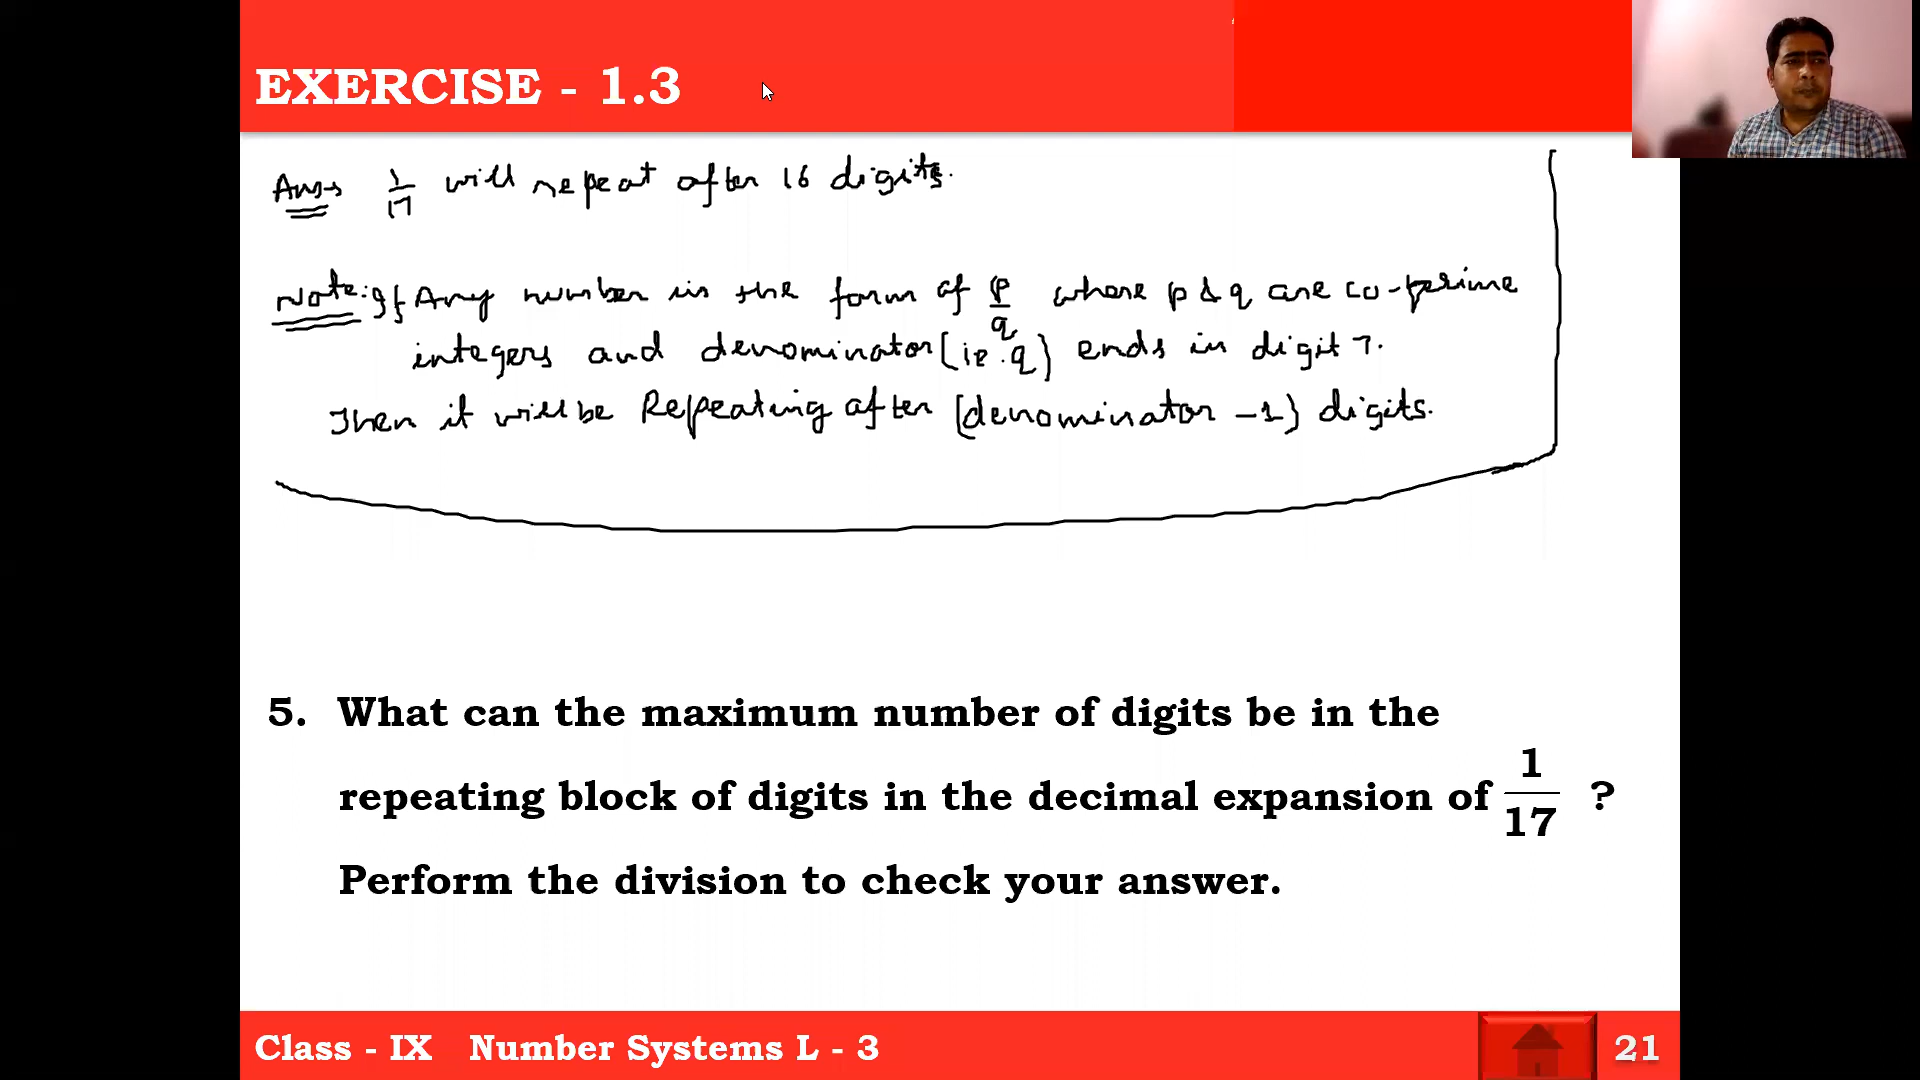 EXERCISE - 1.3
Ans→ 1/17 will repeat after 16 digits.
Note: If Any number in the form of p/q where p & q are co-prime
integers and denominator (ie. q) ends in digit 7.
Then it will be Repeating after (denominator - 1) digits.
5. What can the maximum number of digits be in the
repeating block of digits in the decimal expansion of 1/17 ?
Perform the division to check your answer.
Class - IX Number Systems L - 3
21